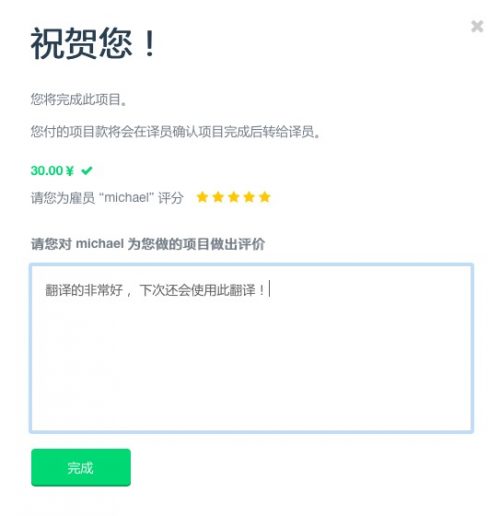 祝贺您！
您将完成此项目。
您付的项目款将会在译员确认项目完成后转给译员。
30.00 ¥
请您为雇员 “michael” 评分
请您对 michael 为您做的项目做出评价
翻译的非常好， 下次还会使用此翻译！
完成